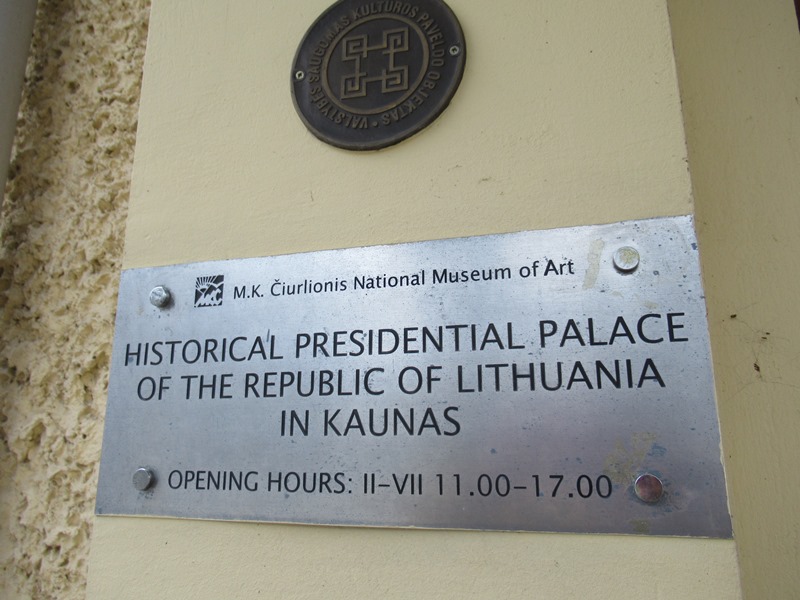 VALSTYBĖS SAUGOMAS KULTŪROS PAVELDO OBJEKTAS •
M.K. Čiurlionis National Museum of Art
HISTORICAL PRESIDENTIAL PALACE
OF THE REPUBLIC OF LITHUANIA
IN KAUNAS
OPENING HOURS: II–VII 11.00–17.00